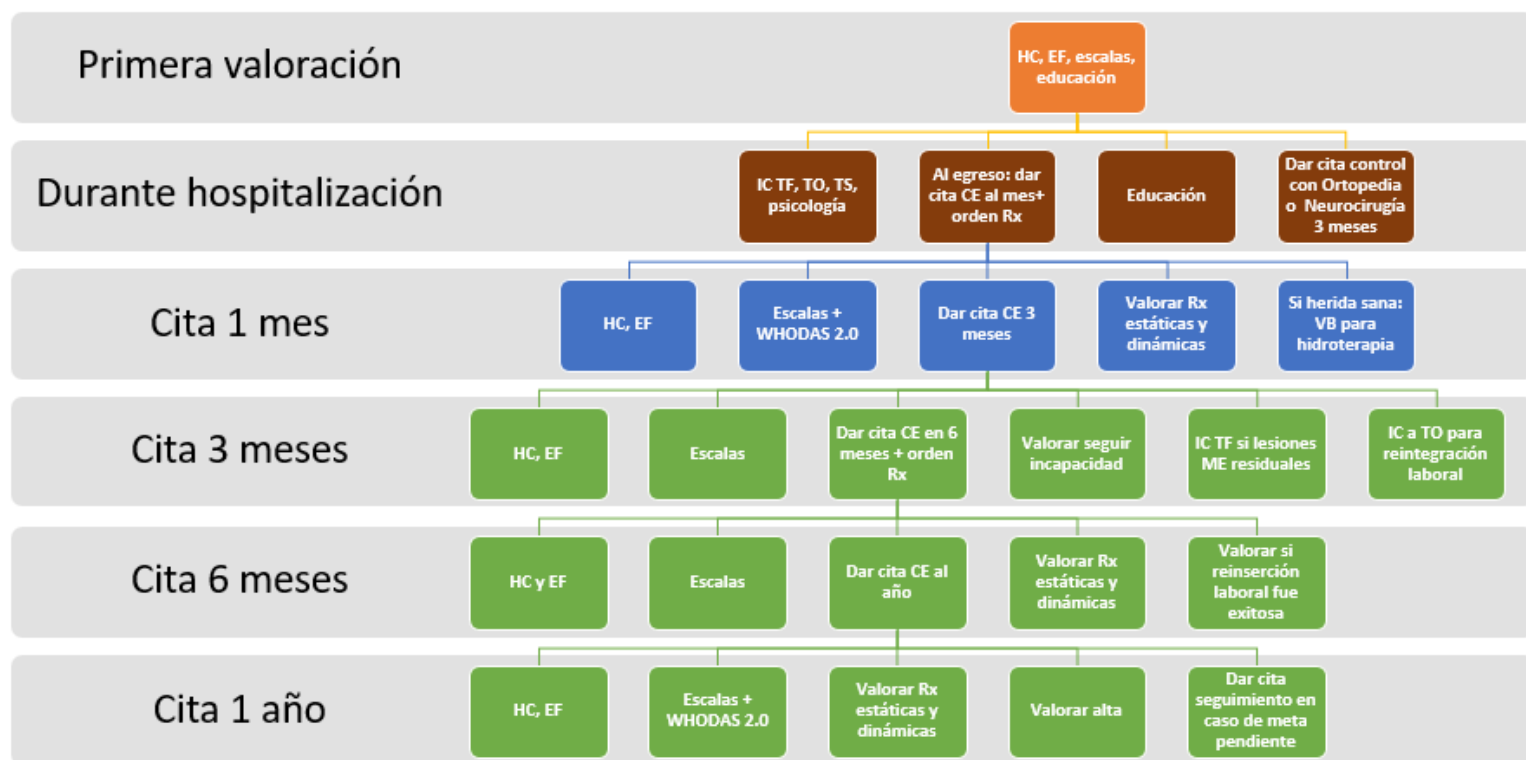 Primera valoración
HC, EF, escalas,
educación
Durante hospitalización
IC TF, TO, TS,
psicología
Al egreso: dar
cita CE al mes+
orden Rx
Educación
Dar cita control
con Ortopedia
o Neurocirugía
3 meses
Cita 1 mes
HC, EF
Escalas +
WHODAS 2.0
Dar cita CE 3
meses
Valorar Rx
estáticas y
dinámicas
Si herida sana:
VB para
hidroterapia
Cita 3 meses
HC, EF
Escalas
Dar cita CE en 6
meses + orden
Rx
Valorar seguir
incapacidad
IC TF si lesiones
ME residuales
IC a TO para
reintegración
laboral
Cita 6 meses
HC y EF
Escalas
Dar cita CE al
año
Valorar Rx
estáticas y
dinámicas
Valorar si
reinserción
laboral fue
exitosa
Cita 1 año
HC, EF
Escalas +
WHODAS 2.0
Valorar Rx
estáticas y
dinámicas
Valorar alta
Dar cita
seguimiento en
caso de meta
pendiente